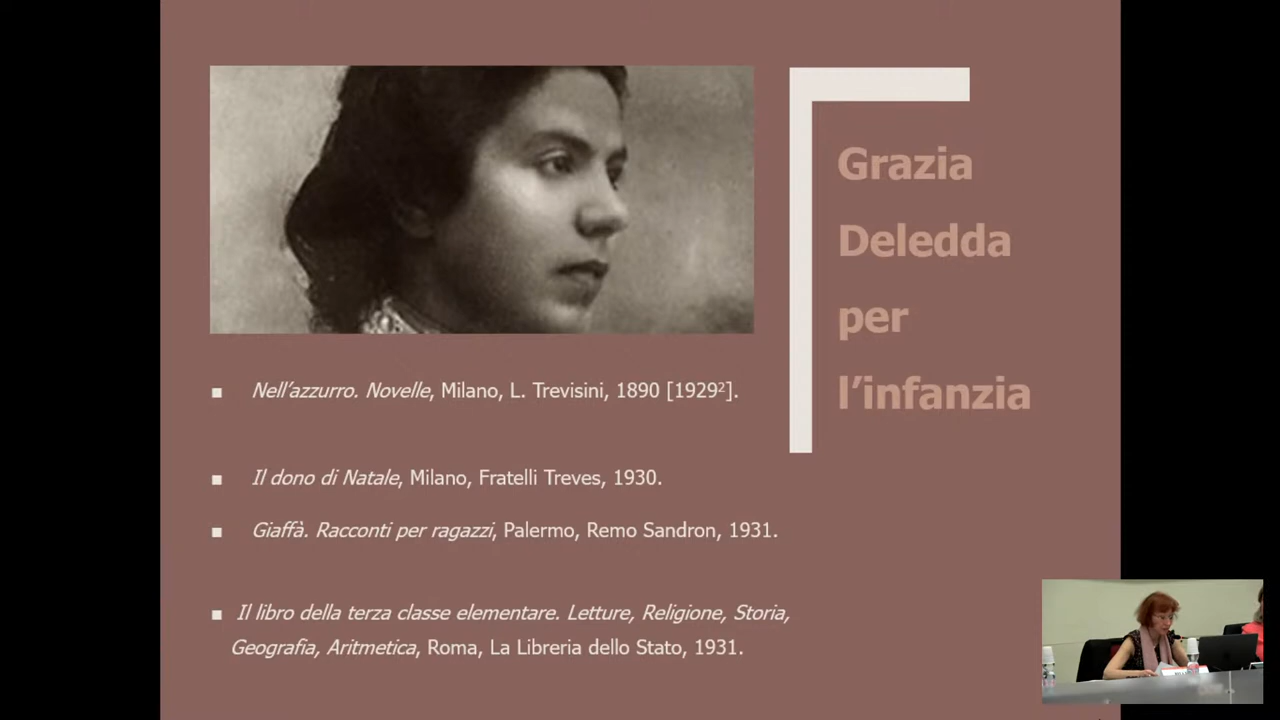 Grazia
Deledda
per
l’infanzia
Nell’azzurro. Novelle, Milano, L. Trevisini, 1890 [1929²].
Il dono di Natale, Milano, Fratelli Treves, 1930.
Giaffà. Racconti per ragazzi, Palermo, Remo Sandron, 1931.
Il libro della terza classe elementare. Letture, Religione, Storia,
Geografia, Aritmetica, Roma, La Libreria dello Stato, 1931.